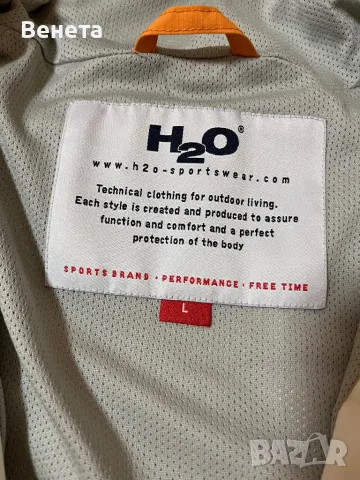 Венета
H2O®
www.h2o-sportswear.com
Technical clothing for outdoor living.
Each style is created and produced to assure
function and comfort and a perfect
protection of the body
SPORTS BRAND · PERFORMANCE · FREE TIME
L
BAZAR